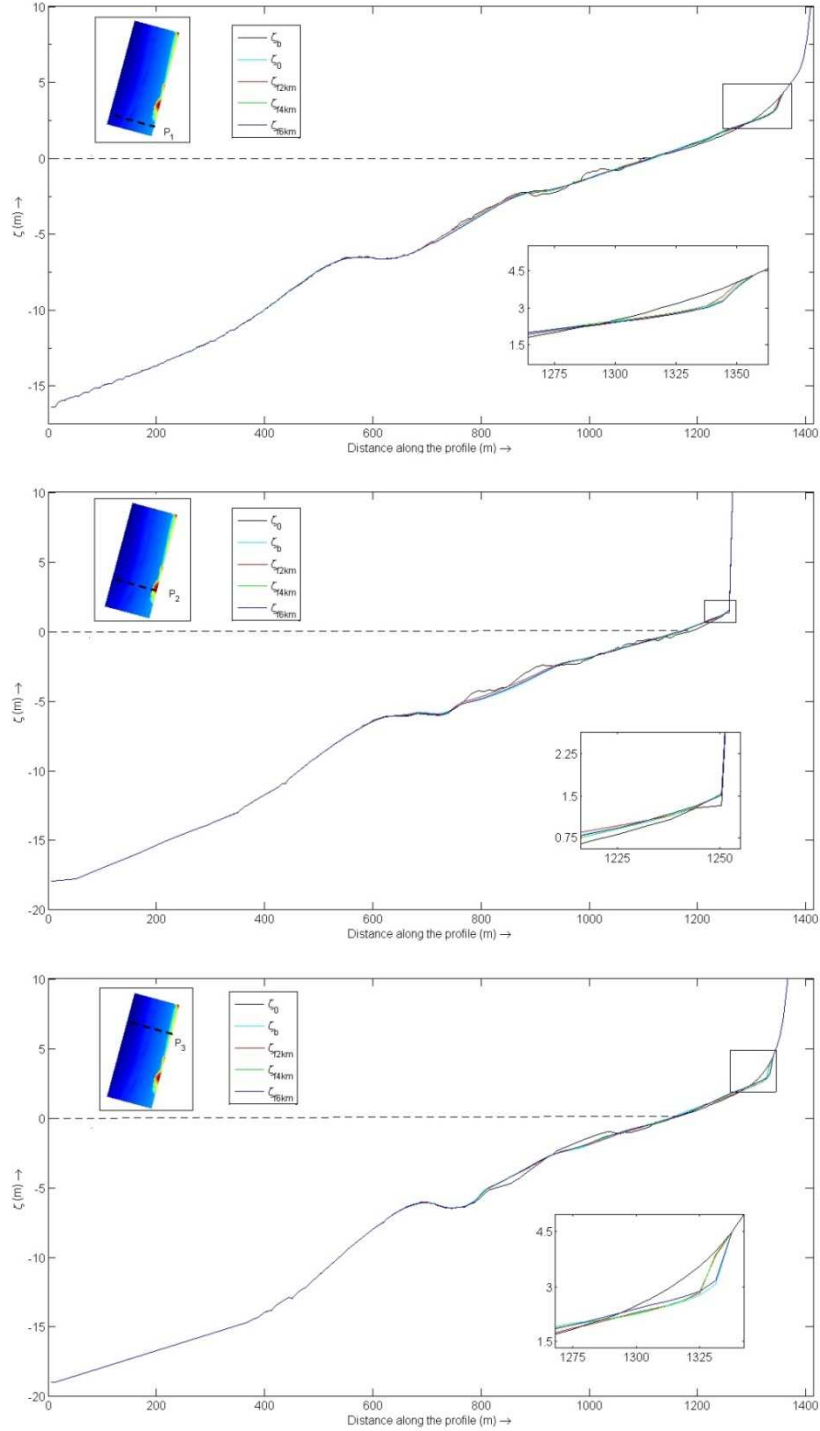 10
5
0
-5
-10
-15
ζ (m) →
P1
ζb
ζ0
ζf2km
ζf4km
ζf6km
4.5
3
1.5
1275 1300 1325 1350
0 200 400 600 800 1000 1200 1400
Distance along the profile (m) →
10
5
0
-5
-10
-15
-20
ζ (m) →
P2
ζ0
ζb
ζf2km
ζf4km
ζf6km
2.25
1.5
0.75
1225 1250
0 200 400 600 800 1000 1200 1400
Distance along the profile (m) →
10
5
0
-5
-10
-15
-20
ζ (m) →
P3
ζ0
ζb
ζf2km
ζf4km
ζf6km
4.5
3
1.5
1275 1300 1325
0 200 400 600 800 1000 1200 1400
Distance along the profile (m) →